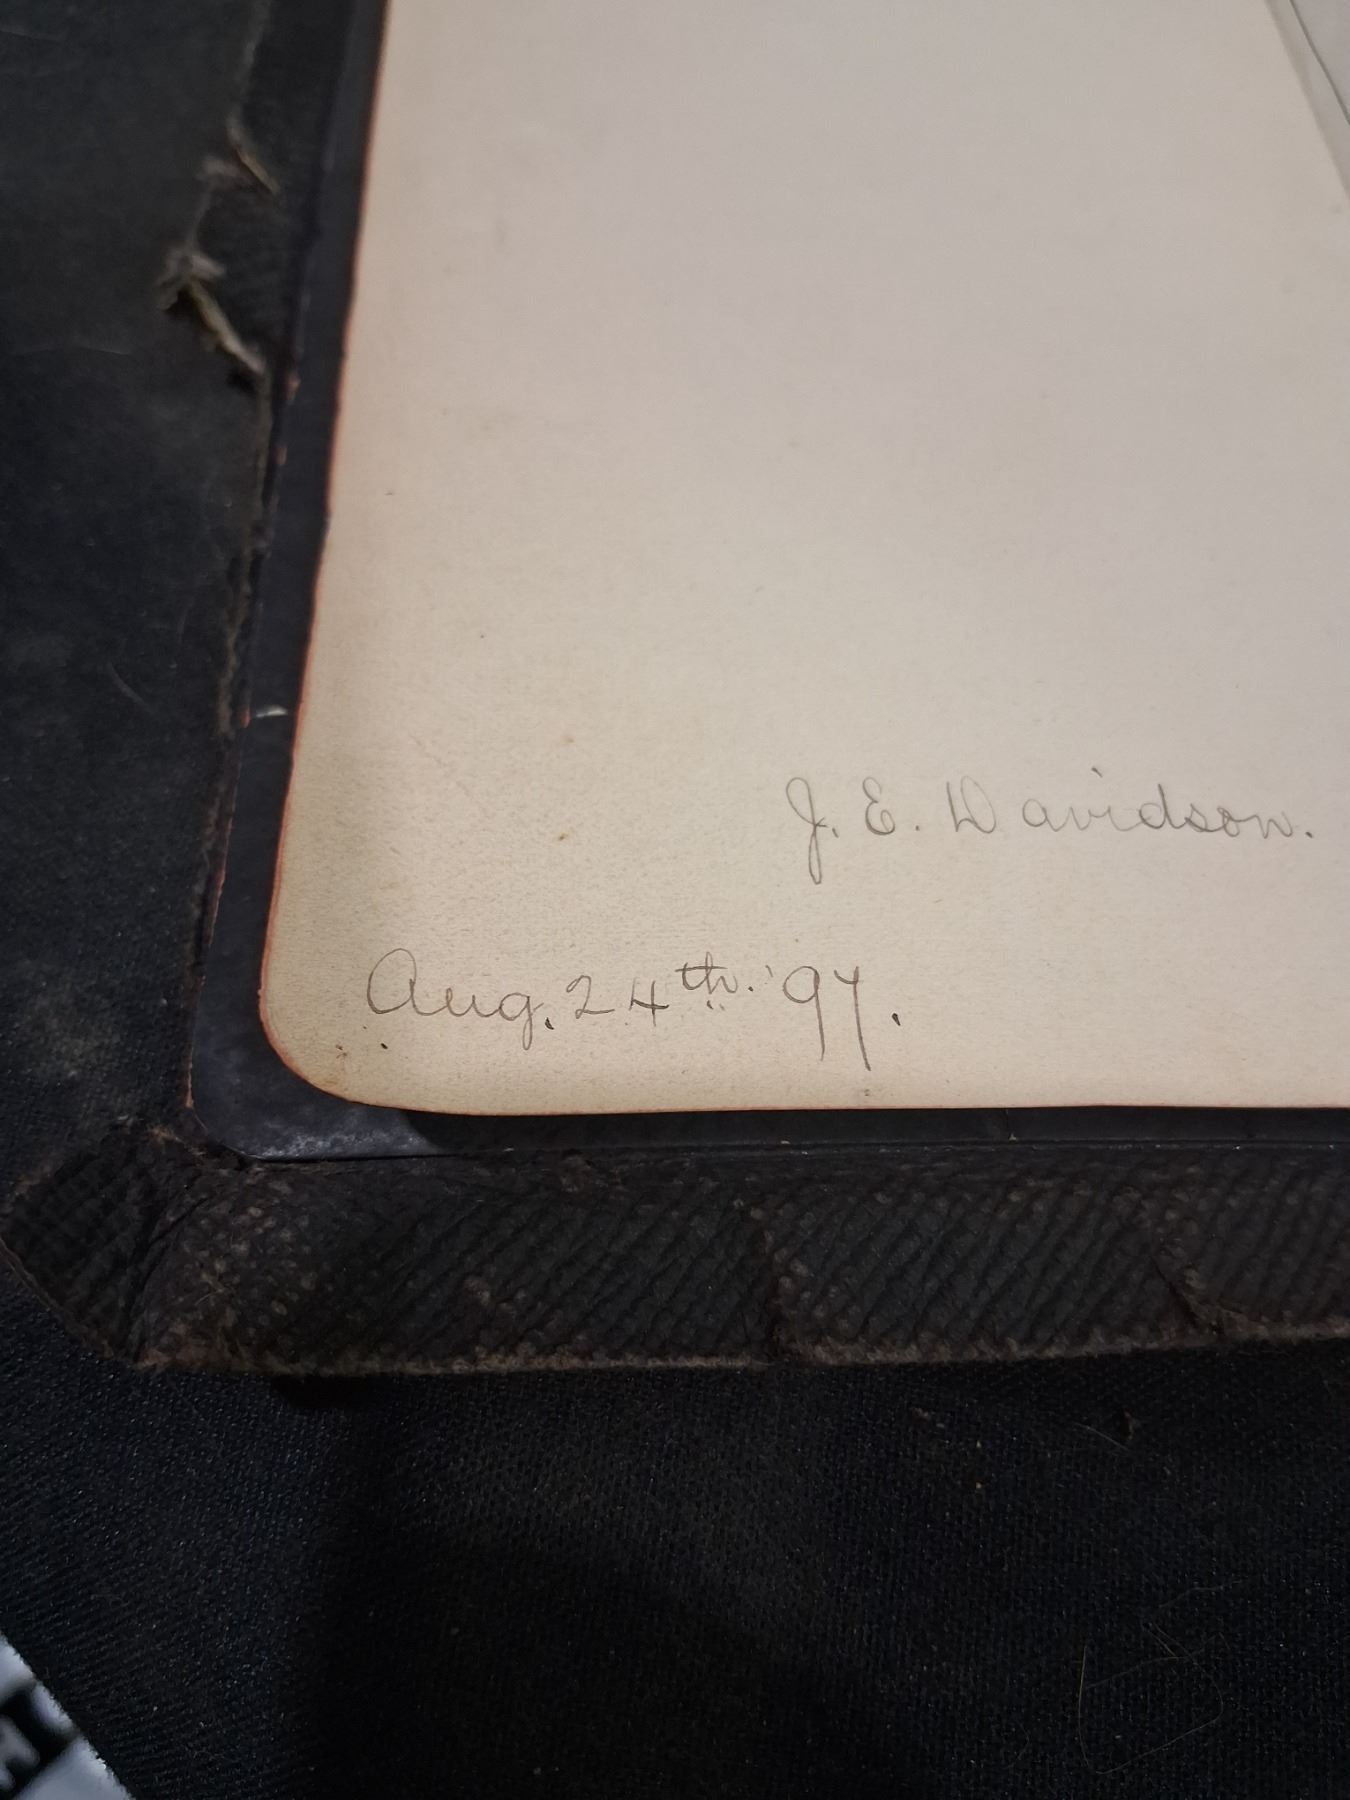 J. E. Davidson.
Aug. 24th. '97.